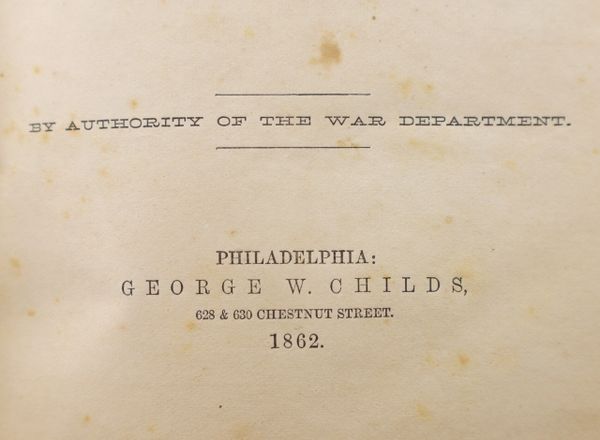 BY AUTHORITY OF THE WAR DEPARTMENT.
PHILADELPHIA:
GEORGE W. CHILDS,
628 & 630 CHESTNUT STREET.
1862.